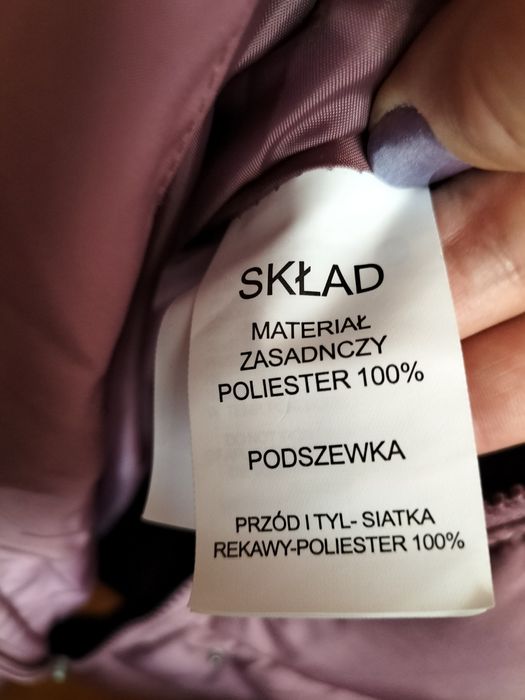 SKŁAD
MATERIAŁ
ZASADNCZY
POLIESTER 100%
PODSZEWKA
PRZÓD I TYL- SIATKA
REKAWY-POLIESTER 100%